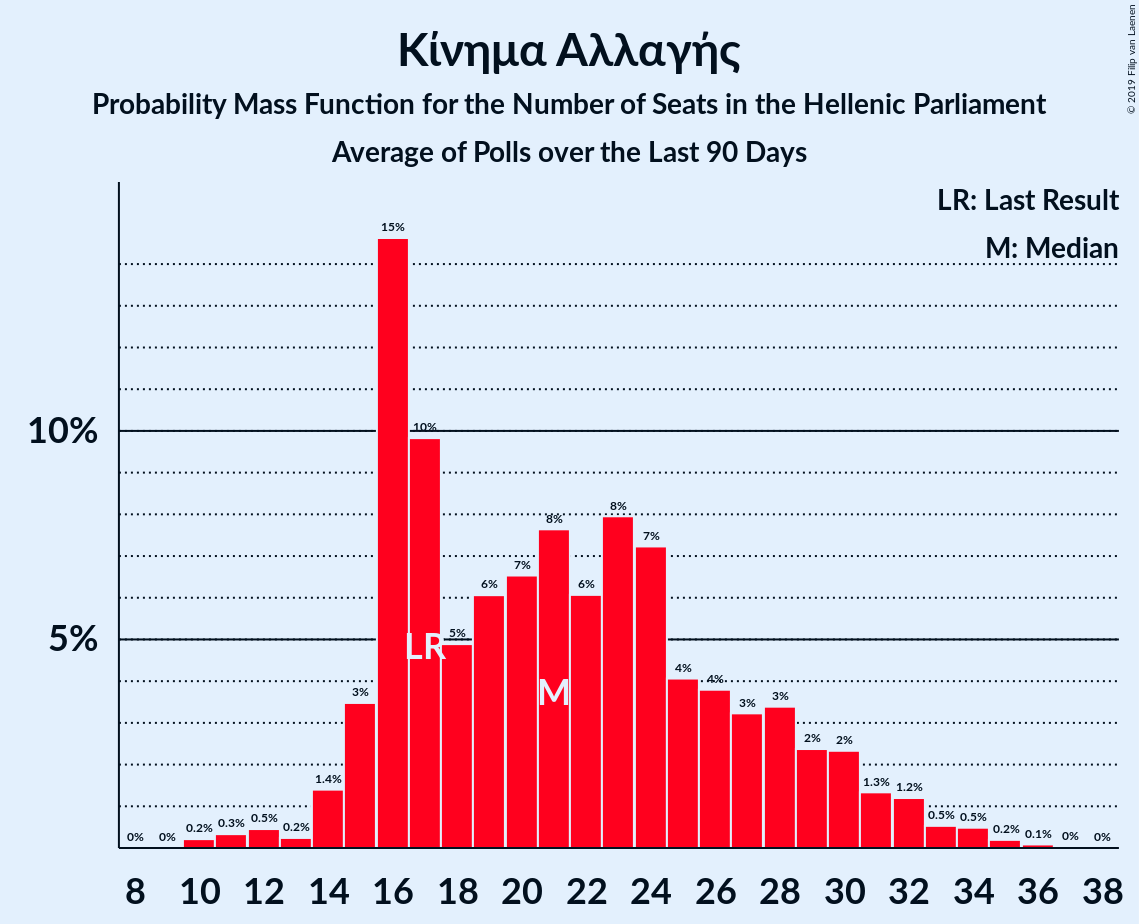 © 2019 Filip van Laenen
Κίνημα Αλλαγής
Probability Mass Function for the Number of Seats in the Hellenic Parliament
Average of Polls over the Last 90 Days
LR: Last Result
M: Median
10%
5%
0% 0% 0.2% 0.3% 0.5% 0.2% 1.4% 3% 15% 10% 5% 6% 7% 8% 6% 8% 7% 4% 4% 3% 3% 2% 2% 1.3% 1.2% 0.5% 0.5% 0.2% 0.1% 0% 0%
LR
M
8 10 12 14 16 18 20 22 24 26 28 30 32 34 36 38